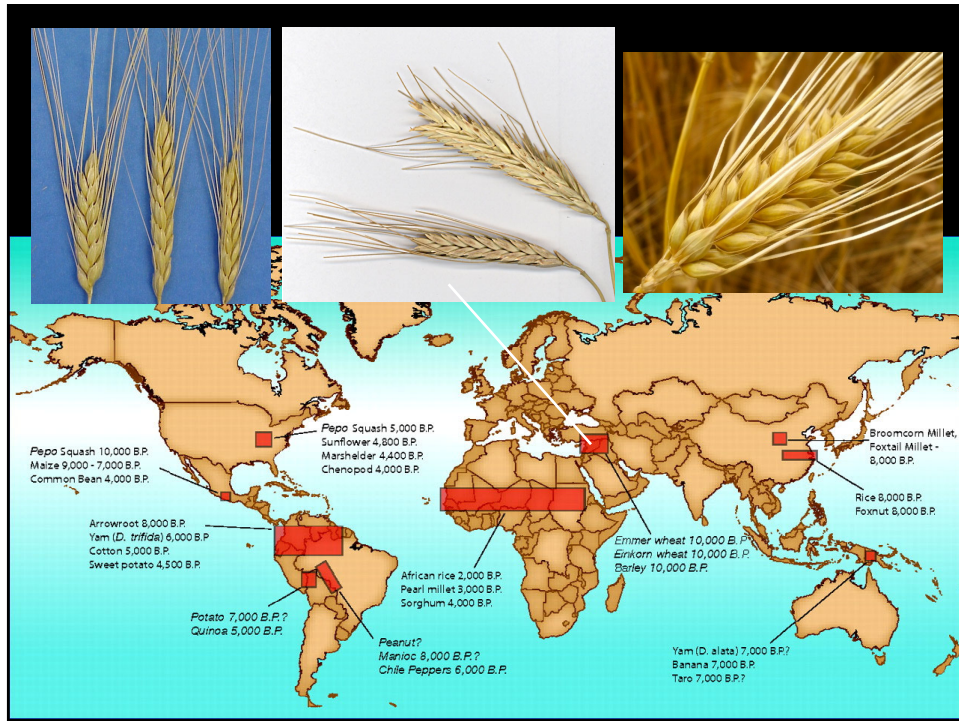 Pepo Squash 5,000 B.P.
Sunflower 4,800 B.P.
Marshelder 4,400 B.P.
Chenopod 4,000 B.P.
Pepo Squash 10,000 B.P.
Maize 9,000 - 7,000 B.P.
Common Bean 4,000 B.P.
Broomcorn Millet,
Foxtail Millet -
8,000 B.P.
Rice 8,000 B.P.
Foxnut 8,000 B.P.
Arrowroot 8,000 B.P.
Yam (D. trifida) 6,000 B.P
Cotton 5,000 B.P.
Sweet potato 4,500 B.P.
Emmer wheat 10,000 B.P.
Einkorn wheat 10,000 B.P.
Barley 10,000 B.P.
African rice 2,000 B.P.
Pearl millet 3,000 B.P.
Sorghum 4,000 B.P.
Potato 7,000 B.P.?
Quinoa 5,000 B.P.
Peanut?
Manioc 8,000 B.P.?
Chile Peppers 6,000 B.P.
Yam (D. alata) 7,000 B.P.?
Banana 7,000 B.P.
Taro 7,000 B.P.?